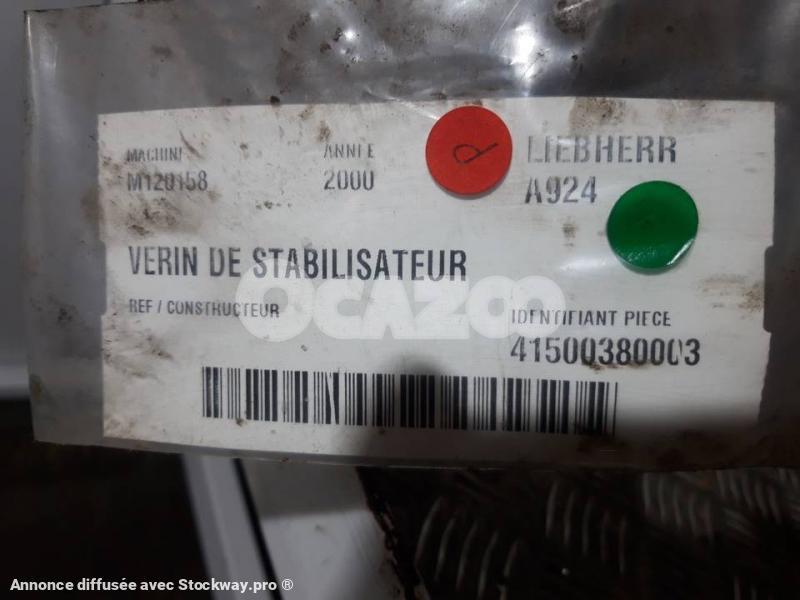 MACHINE ANNEE LIEBHERR
M120158 2000 A924
P
VERIN DE STABILISATEUR
OCAZOO
REF / CONSTRUCTEUR IDENTIFIANT PIECE
41500380003
Annonce diffusée avec Stockway.pro ®